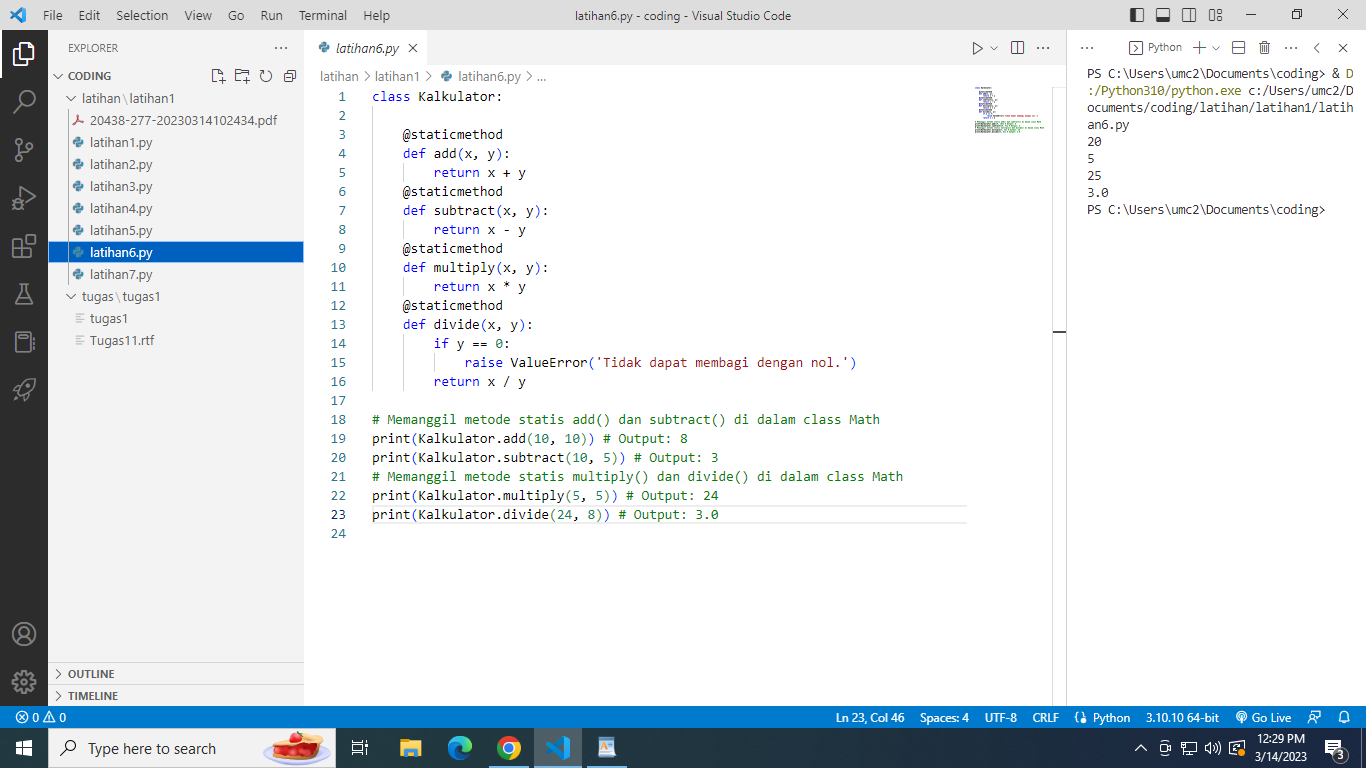 File Edit Selection View Go Run Terminal Help
latihan6.py - coding - Visual Studio Code
EXPLORER
CODING
latihan\latihan1
20438-277-20230314102434.pdf
latihan1.py
latihan2.py
latihan3.py
latihan4.py
latihan5.py
latihan6.py
latihan7.py
tugas\tugas1
tugas1
Tugas11.rtf
OUTLINE
TIMELINE
latihan6.py
latihan > latihan1 > latihan6.py > ...
1 class Kalkulator:
2
3 @staticmethod
4 def add(x, y):
5 return x + y
6 @staticmethod
7 def subtract(x, y):
8 return x - y
9 @staticmethod
10 def multiply(x, y):
11 return x * y
12 @staticmethod
13 def divide(x, y):
14 if y == 0:
15 raise ValueError('Tidak dapat membagi dengan nol.')
16 return x / y
17
18 # Memanggil metode statis add() dan subtract() di dalam class Math
19 print(Kalkulator.add(10, 10)) # Output: 8
20 print(Kalkulator.subtract(10, 5)) # Output: 3
21 # Memanggil metode statis multiply() dan divide() di dalam class Math
22 print(Kalkulator.multiply(5, 5)) # Output: 24
23 print(Kalkulator.divide(24, 8)) # Output: 3.0
24
Python
PS C:\Users\umc2\Documents\coding> & D
:/Python310/python.exe c:/Users/umc2/D
ocuments/coding/latihan/latihan1/latih
an6.py
20
5
25
3.0
PS C:\Users\umc2\Documents\coding>
0 0
Ln 23, Col 46 Spaces: 4 UTF-8 CRLF Python 3.10.10 64-bit Go Live
Type here to search
12:29 PM
3/14/2023
3